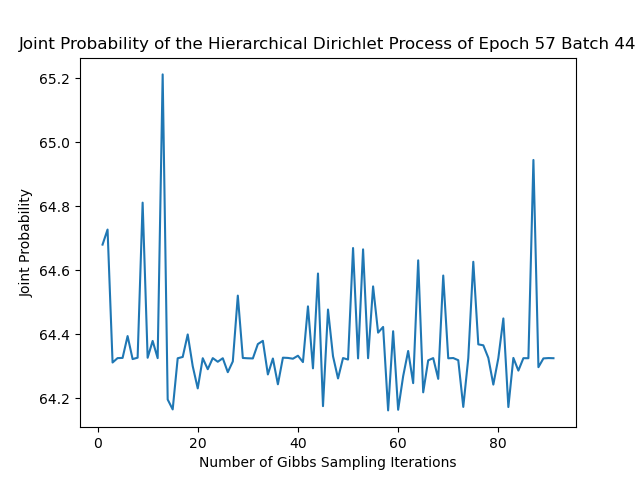 Joint Probability of the Hierarchical Dirichlet Process of Epoch 57 Batch 44
65.2
65.0
64.8
64.6
64.4
64.2
Joint Probability
0 20 40 60 80
Number of Gibbs Sampling Iterations